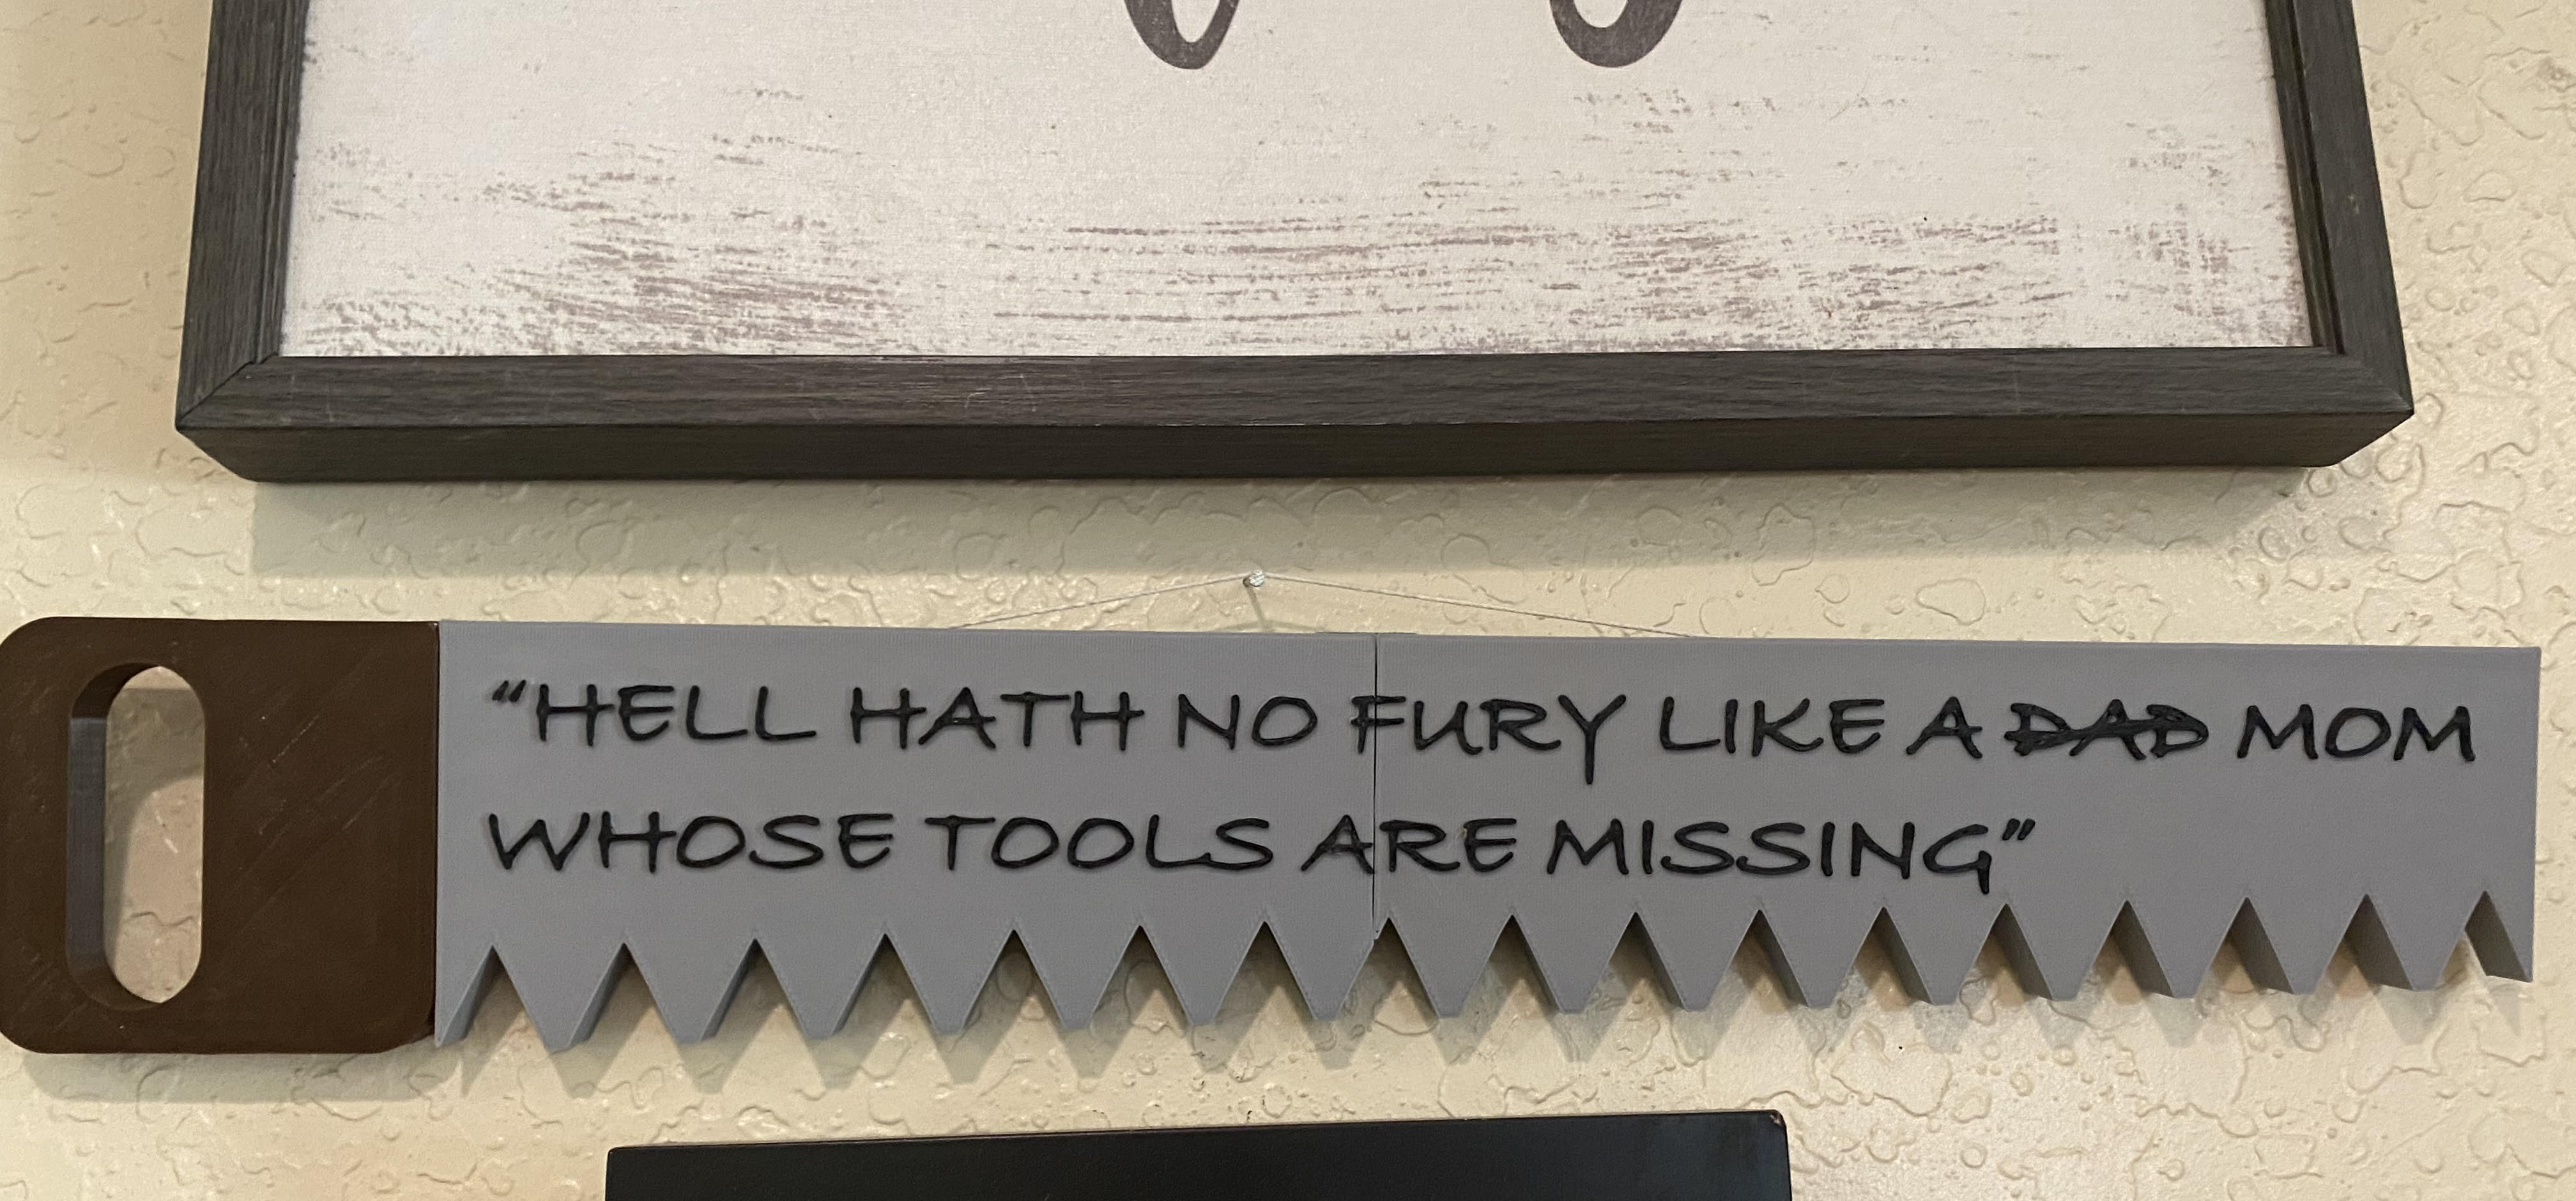 “HELL HATH NO FURY LIKE A DAD MOM
WHOSE TOOLS ARE MISSING”